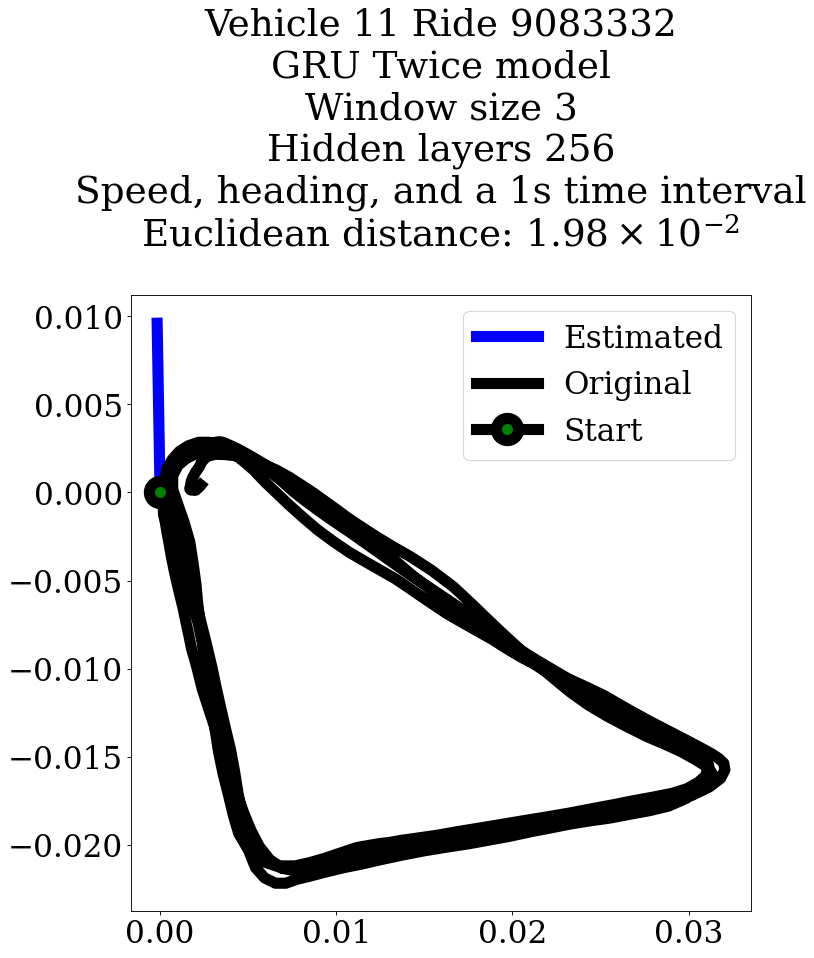 Vehicle 11 Ride 9083332
GRU Twice model
Window size 3
Hidden layers 256
Speed, heading, and a 1s time interval
Euclidean distance: 1.98 × 10⁻²
Estimated
Original
Start
0.010
0.005
0.000
−0.005
−0.010
−0.015
−0.020
0.00 0.01 0.02 0.03